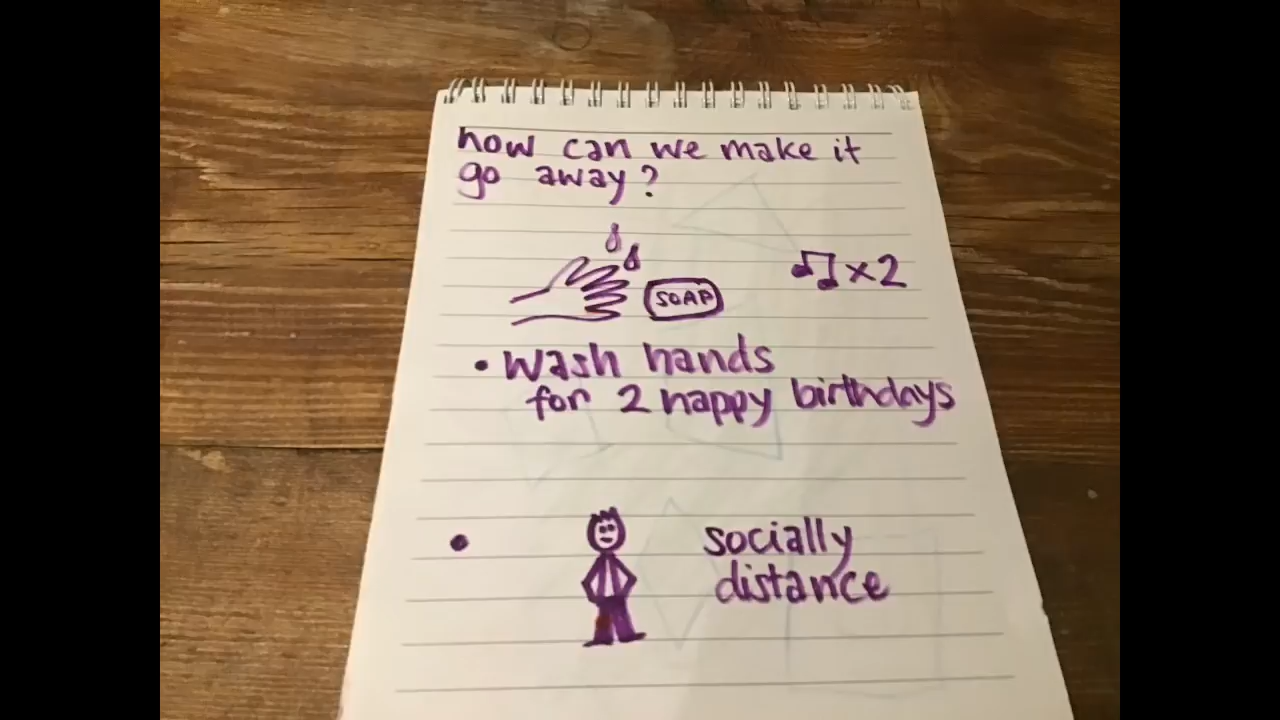 how can we make it
go away?
SOAP
♫ x2
• Wash hands
for 2 happy birthdays
• socially
distance